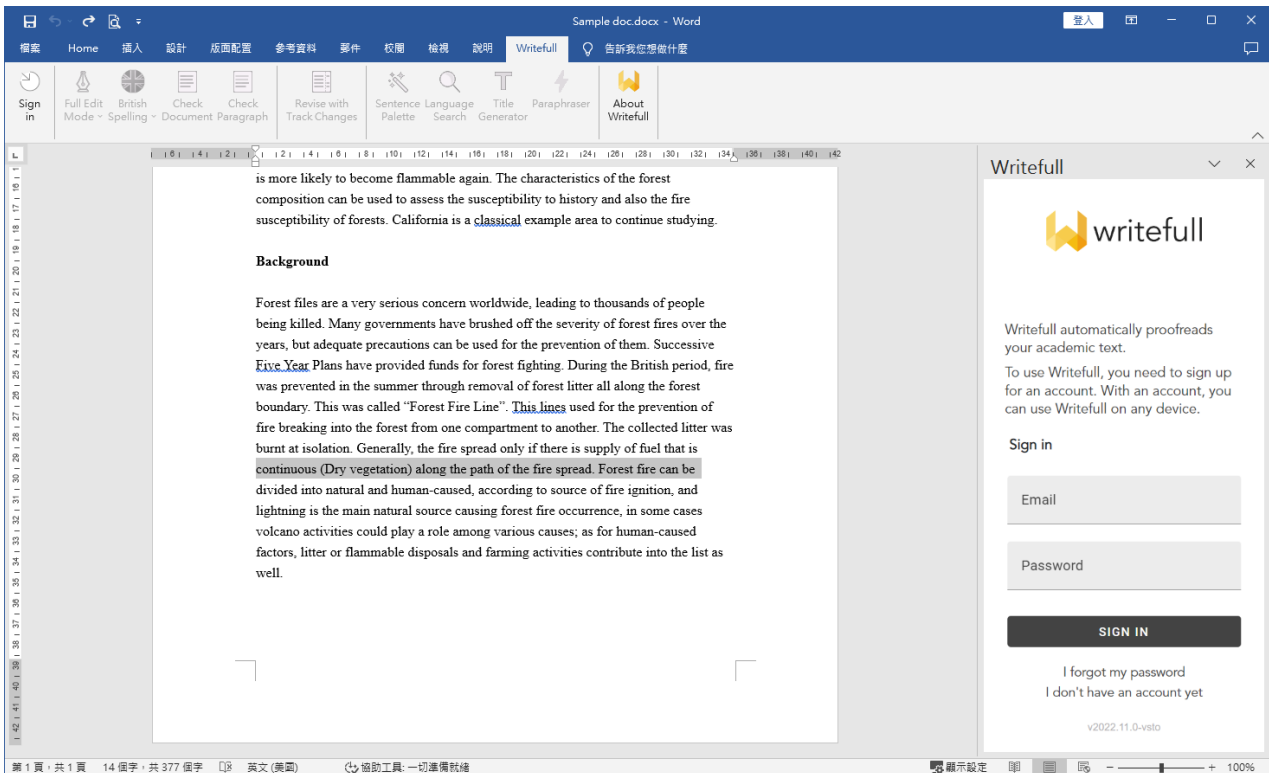 Sample doc.docx - Word
登入
檔案 Home 插入 設計 版面配置 參考資料 郵件 校閱 檢視 說明 Writefull 告訴我您想做什麼
Sign in
Full Edit Mode
British Spelling
Check Document
Check Paragraph
Revise with Track Changes
Sentence Palette
Language Search
Title Generator
Paraphraser
About Writefull
is more likely to become flammable again. The characteristics of the forest
composition can be used to assess the susceptibility to history and also the fire
susceptibility of forests. California is a classical example area to continue studying.
Background
Forest files are a very serious concern worldwide, leading to thousands of people
being killed. Many governments have brushed off the severity of forest fires over the
years, but adequate precautions can be used for the prevention of them. Successive
Five Year Plans have provided funds for forest fighting. During the British period, fire
was prevented in the summer through removal of forest litter all along the forest
boundary. This was called “Forest Fire Line”. This lines used for the prevention of
fire breaking into the forest from one compartment to another. The collected litter was
burnt at isolation. Generally, the fire spread only if there is supply of fuel that is
continuous (Dry vegetation) along the path of the fire spread. Forest fire can be
divided into natural and human-caused, according to source of fire ignition, and
lightning is the main natural source causing forest fire occurrence, in some cases
volcano activities could play a role among various causes; as for human-caused
factors, litter or flammable disposals and farming activities contribute into the list as
well.
Writefull
writefull
Writefull automatically proofreads
your academic text.
To use Writefull, you need to sign up
for an account. With an account, you
can use Writefull on any device.
Sign in
Email
Password
SIGN IN
I forgot my password
I don't have an account yet
v2022.11.0-vsto
第 1 頁，共 1 頁 14 個字，共 377 個字 英文 (美國) 協助工具: 一切準備就緒 顯示設定 100%